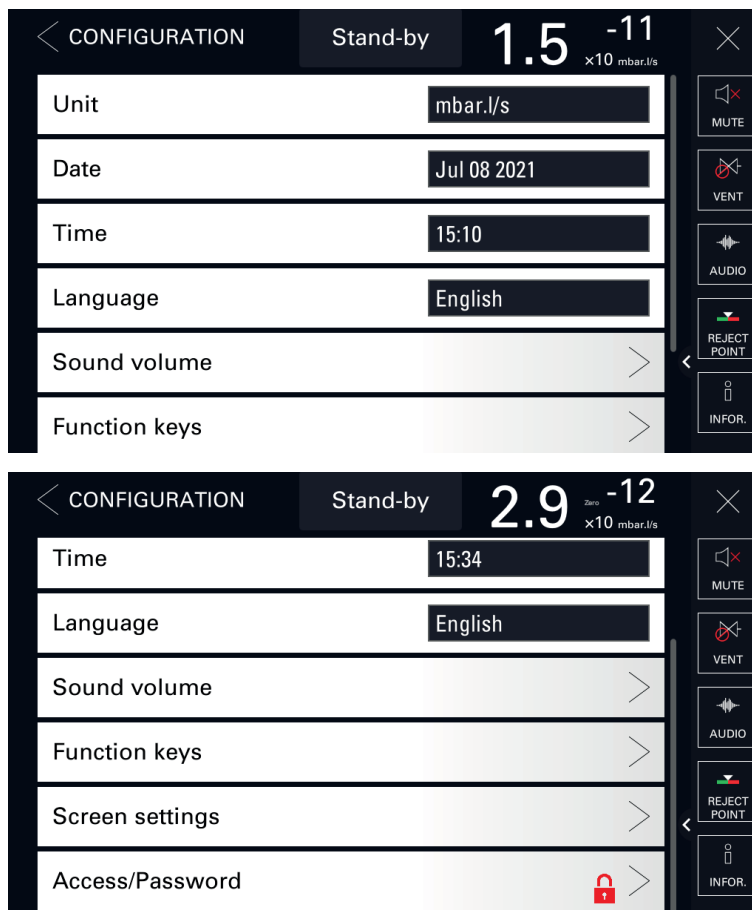 CONFIGURATION Stand-by 1.5 -11
×10 mbar.l/s
MUTE
Unit mbar.l/s
Date Jul 08 2021
VENT
Time 15:10
AUDIO
Language English
REJECT
POINT
Sound volume
INFOR.
Function keys
CONFIGURATION Stand-by 2.9 Zero -12
×10 mbar.l/s
Time 15:34
MUTE
Language English
VENT
Sound volume
AUDIO
Function keys
REJECT
POINT
Screen settings
INFOR.
Access/Password